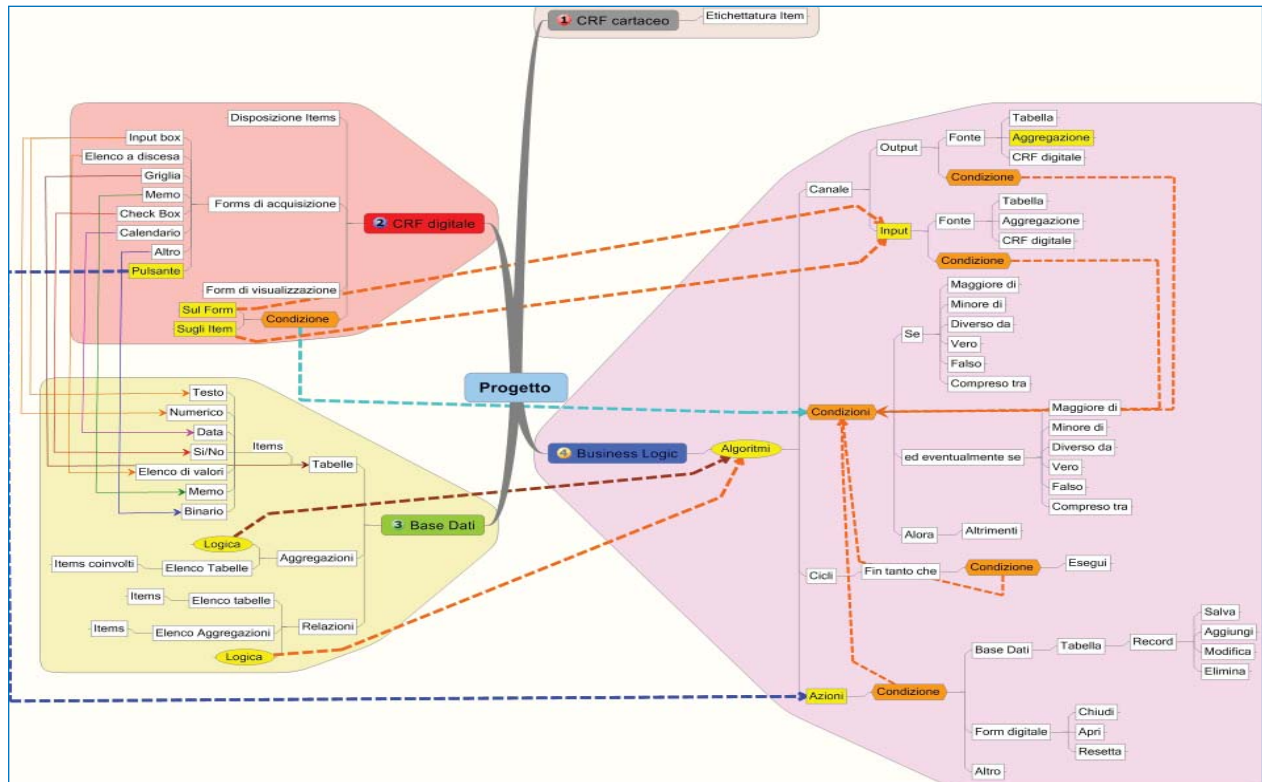 1 CRF cartaceo
Etichettatura Item
Disposizione Items
Input box
Elenco a discesa
Griglia
Memo
Check Box
Calendario
Altro
Pulsante
Forms di acquisizione
2 CRF digitale
Form di visualizzazione
Sul Form
Sugli Item
Condizione
Progetto
Testo
Numerico
Data
Si/No
Elenco di valori
Memo
Binario
Items
Tabelle
3 Base Dati
Logica
Items coinvolti
Elenco Tabelle
Aggregazioni
Items
Elenco tabelle
Items
Elenco Aggregazioni
Relazioni
Logica
4 Business Logic
Algoritmi
Canale
Output
Fonte
Tabella
Aggregazione
CRF digitale
Condizione
Input
Fonte
Tabella
Aggregazione
CRF digitale
Condizione
Condizioni
Se
Maggiore di
Minore di
Diverso da
Vero
Falso
Compreso tra
ed eventualmente se
Maggiore di
Minore di
Diverso da
Vero
Falso
Compreso tra
Alora
Altrimenti
Cicli
Fin tanto che
Condizione
Esegui
Azioni
Condizione
Base Dati
Tabella
Record
Salva
Aggiungi
Modifica
Elimina
Form digitale
Chiudi
Apri
Resetta
Altro